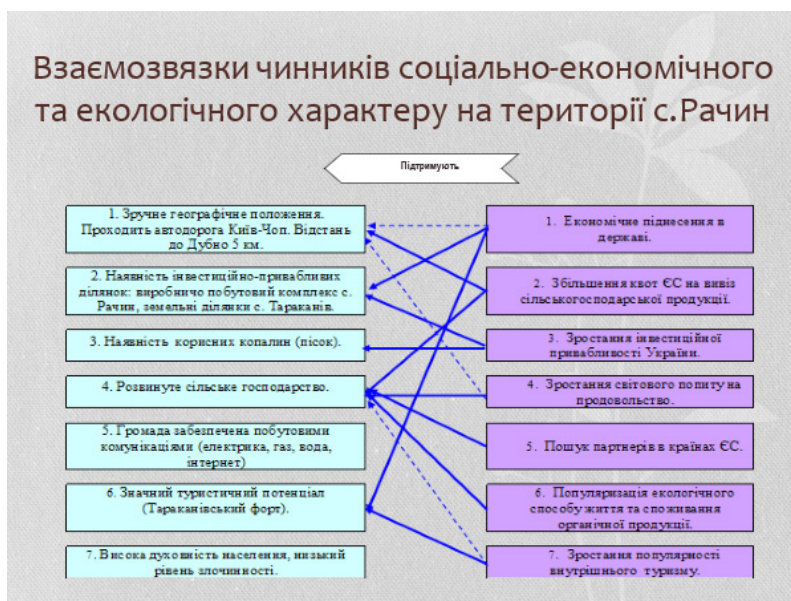 Взаємозвязки чинників соціально-економічного
та екологічного характеру на території с.Рачин
Підтримують
1. Зручне географічне положення.
Проходить автодорога Київ-Чоп. Відстань
до Дубно 5 км.
2. Наявність інвестиційно-привабливих
ділянок: виробничо побутовий комплекс с.
Рачин, земельні ділянки с. Тараканів.
3. Наявність корисних копалин (пісок).
4. Розвинуте сільське господарство.
5. Громада забезпечена побутовими
комунікаціями (електрика, газ, вода,
інтернет)
6. Значний туристичний потенціал
(Тараканівський форт).
7. Висока духовність населення, низький
рівень злочинності.
1. Економічне піднесення в
державі.
2. Збільшення квот ЄС на вивіз
сільськогосподарської продукції.
3. Зростання інвестиційної
привабливості України.
4. Зростання світового попиту на
продовольство.
5. Пошук партнерів в країнах ЄС.
6. Популяризація екологічного
способу життя та споживання
органічної продукції.
7. Зростання популярності
внутрішнього туризму.